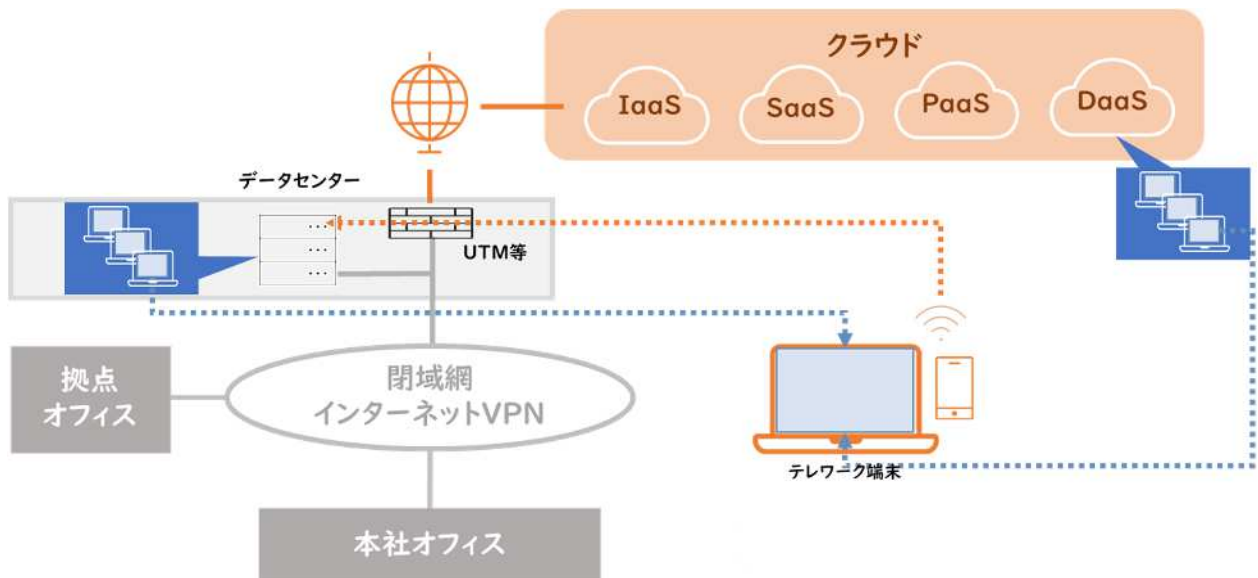 クラウド
IaaS
SaaS
PaaS
DaaS
データセンター
UTM等
拠点
オフィス
閉域網
インターネットVPN
テレワーク端末
本社オフィス